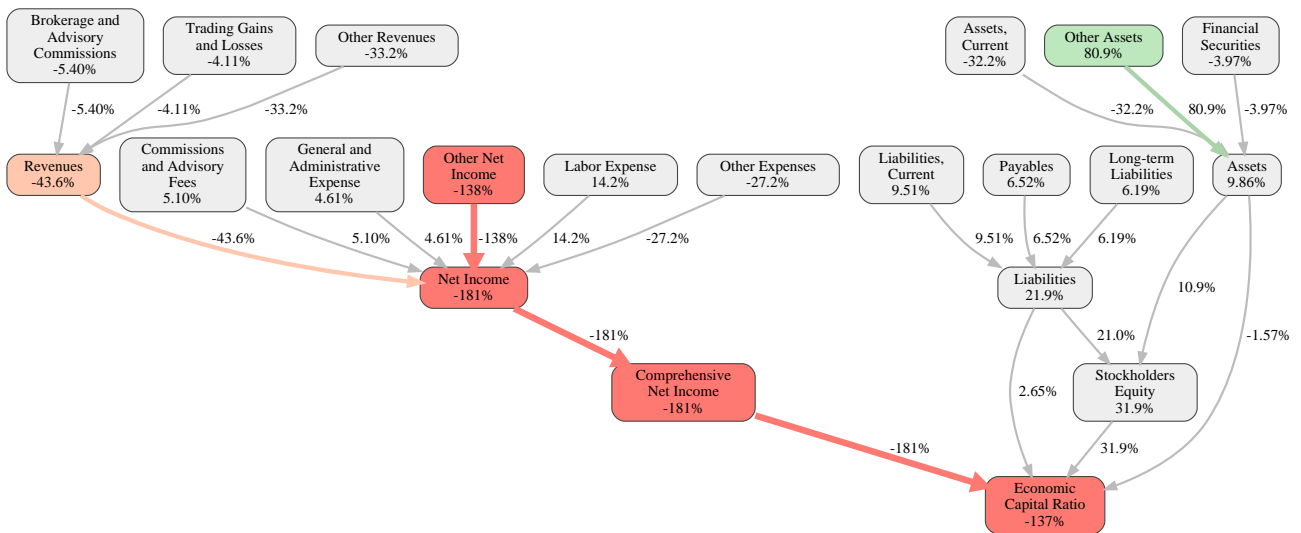 Brokerage and
Advisory
Commissions
-5.40%
Trading Gains
and Losses
-4.11%
Other Revenues
-33.2%
Assets,
Current
-32.2%
Other Assets
80.9%
Financial
Securities
-3.97%
-5.40%
-4.11%
-33.2%
-32.2%
80.9%
-3.97%
Revenues
-43.6%
Commissions
and Advisory
Fees
5.10%
General and
Administrative
Expense
4.61%
Other Net
Income
-138%
Labor Expense
14.2%
Other Expenses
-27.2%
Liabilities,
Current
9.51%
Payables
6.52%
Long-term
Liabilities
6.19%
Assets
9.86%
-43.6%
5.10%
4.61%
-138%
14.2%
-27.2%
9.51%
6.52%
6.19%
Net Income
-181%
Liabilities
21.9%
10.9%
-181%
21.0%
-1.57%
Comprehensive
Net Income
-181%
2.65%
Stockholders
Equity
31.9%
-181%
31.9%
Economic
Capital Ratio
-137%